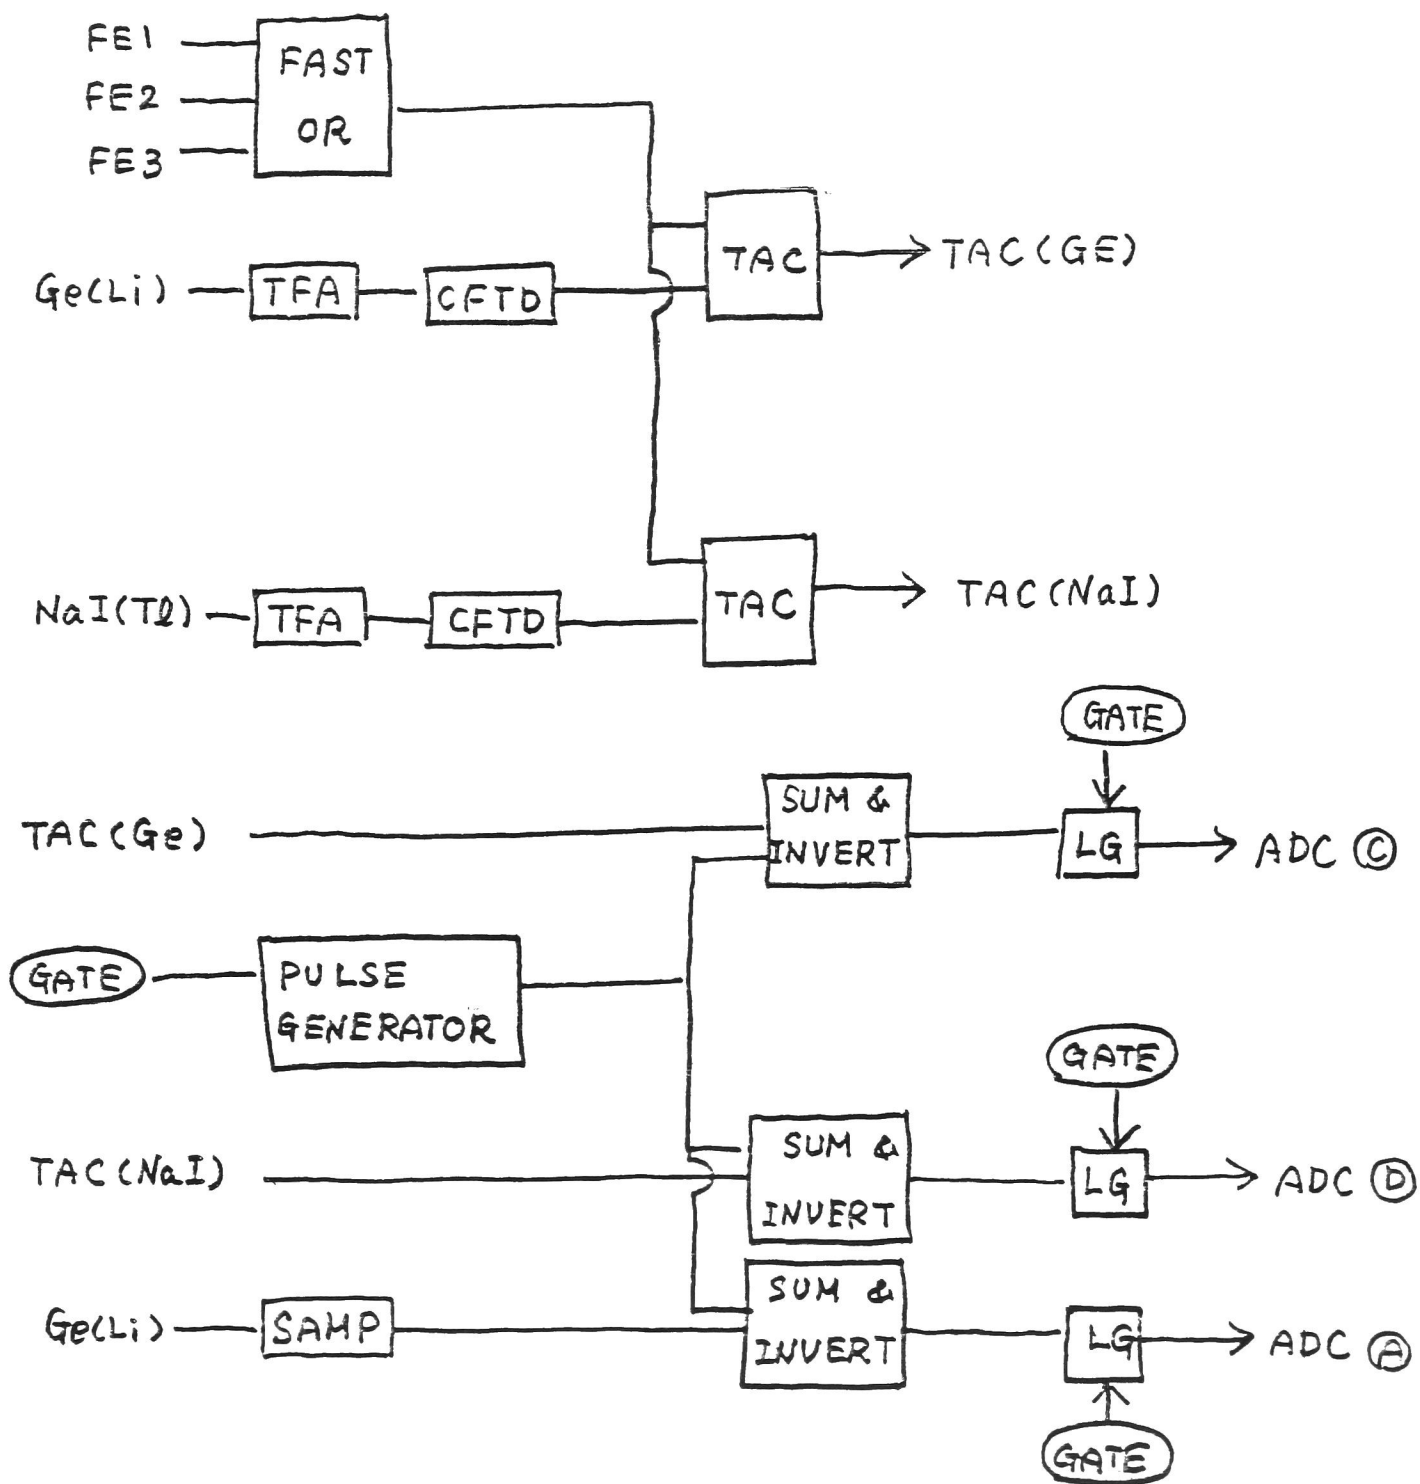 FE1
FE2
FE3
FAST
OR
TAC
TAC(GE)
Ge(Li)
TFA
CFTD
NaI(Tl)
TFA
CFTD
TAC
TAC(NaI)
GATE
TAC(Ge)
SUM &
INVERT
LG
ADC Ⓒ
GATE
PULSE
GENERATOR
GATE
TAC(NaI)
SUM &
INVERT
LG
ADC Ⓓ
Ge(Li)
SAMP
SUM &
INVERT
LG
ADC Ⓐ
GATE